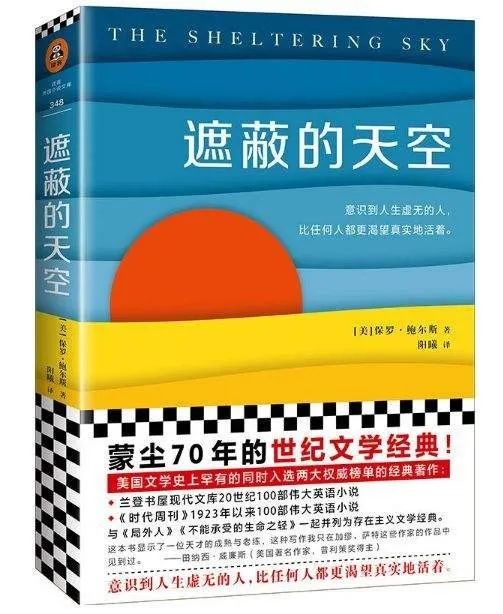 THE SHELTERING SKY
遮蔽的天空
意识到人生虚无的人，
比任何人都更渴望真实地活着。
[美]保罗·鲍尔斯 著
阳曦 译
蒙尘70年的世纪文学经典！
美国文学史上罕有的同时入选两大权威榜单的经典著作：
◆ 兰登书屋现代文库20世纪100部伟大英语小说
◆ 《时代周刊》1923年以来100部伟大英语小说
与《局外人》《不能承受的生命之轻》一起并列为存在主义文学经典。
这本书显示了一位天才的成熟与老练，这种写作我只在加缪、萨特这些作家的作品中
见到过。——田纳西·威廉斯（美国著名作家、普利策奖得主）
意识到人生虚无的人，比任何人都更渴望真实地活着。
348
遮蔽的天空
[美]保罗·鲍尔斯 著
阳曦 译